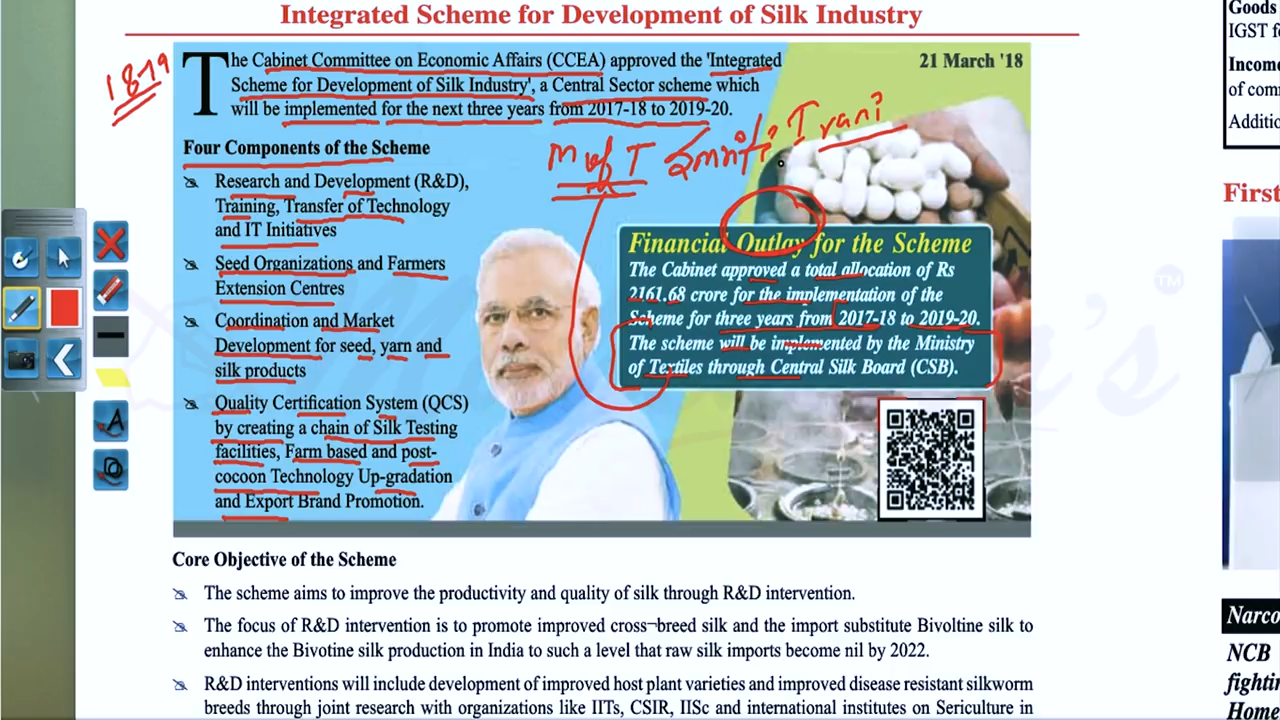 Integrated Scheme for Development of Silk Industry
18-19
The Cabinet Committee on Economic Affairs (CCEA) approved the 'Integrated
Scheme for Development of Silk Industry', a Central Sector scheme which
will be implemented for the next three years from 2017-18 to 2019-20.
21 March '18
Four Components of the Scheme
Research and Development (R&D),
Training, Transfer of Technology
and IT Initiatives
Seed Organizations and Farmers
Extension Centres
Coordination and Market
Development for seed, yarn and
silk products
Quality Certification System (QCS)
by creating a chain of Silk Testing
facilities, Farm based and post-
cocoon Technology Up-gradation
and Export Brand Promotion.
M of T Smriti Irani
Financial Outlay for the Scheme
The Cabinet approved a total allocation of Rs
2161.68 crore for the implementation of the
Scheme for three years from 2017-18 to 2019-20.
The scheme will be implemented by the Ministry
of Textiles through Central Silk Board (CSB).
Core Objective of the Scheme
The scheme aims to improve the productivity and quality of silk through R&D intervention.
The focus of R&D intervention is to promote improved cross¬breed silk and the import substitute Bivoltine silk to
enhance the Bivotine silk production in India to such a level that raw silk imports become nil by 2022.
R&D interventions will include development of improved host plant varieties and improved disease resistant silkworm
breeds through joint research with organizations like IITs, CSIR, IISc and international institutes on Sericulture in
Goods
IGST
Income
of com
Additio
First
TM
Narco
NCB
fightin
Home